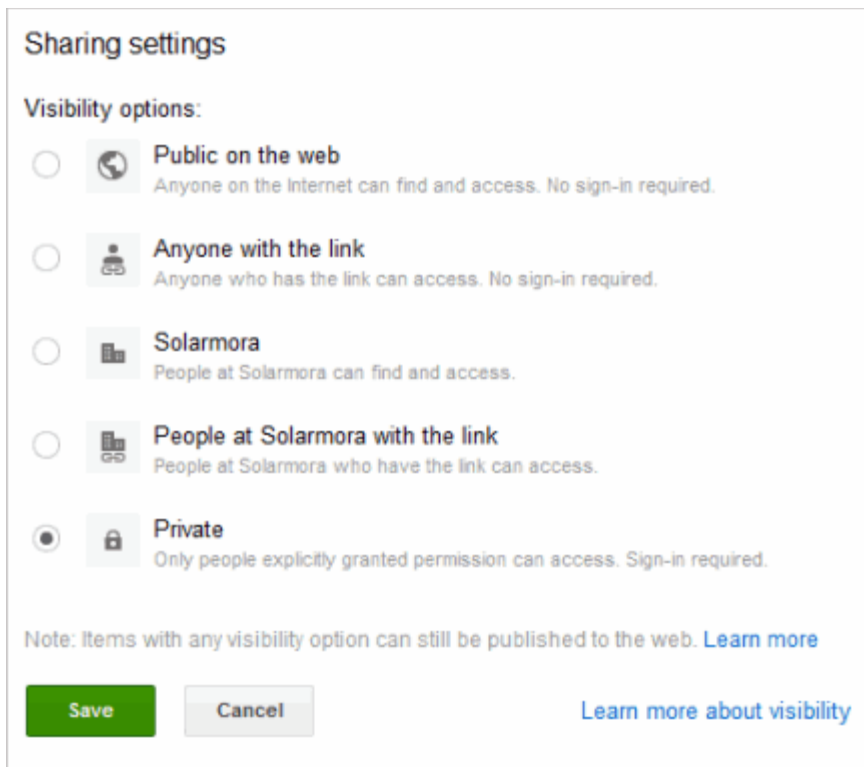 Sharing settings
Visibility options:
Public on the web
Anyone on the Internet can find and access. No sign-in required.
Anyone with the link
Anyone who has the link can access. No sign-in required.
Solarmora
People at Solarmora can find and access.
People at Solarmora with the link
People at Solarmora who have the link can access.
Private
Only people explicitly granted permission can access. Sign-in required.
Note: Items with any visibility option can still be published to the web. Learn more
Save Cancel Learn more about visibility